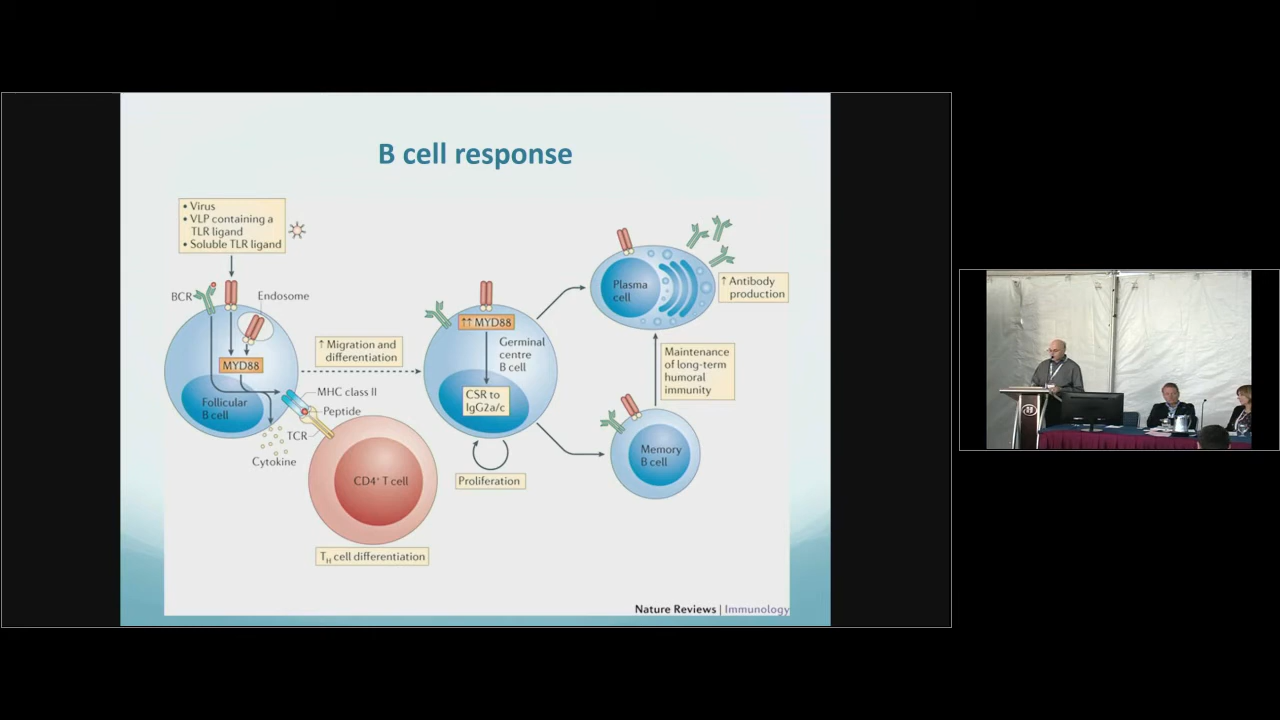 B cell response
• Virus
• VLP containing a
TLR ligand
• Soluble TLR ligand
BCR
Endosome
MYD88
Follicular
B cell
Cytokine
↑ Migration and
differentiation
MHC class II
Peptide
TCR
CD4⁺ T cell
T_H cell differentiation
↑↑ MYD88
Germinal
centre
B cell
CSR to
IgG2a/c
Proliferation
Plasma
cell
↑ Antibody
production
Maintenance
of long-term
humoral
immunity
Memory
B cell
Nature Reviews | Immunology